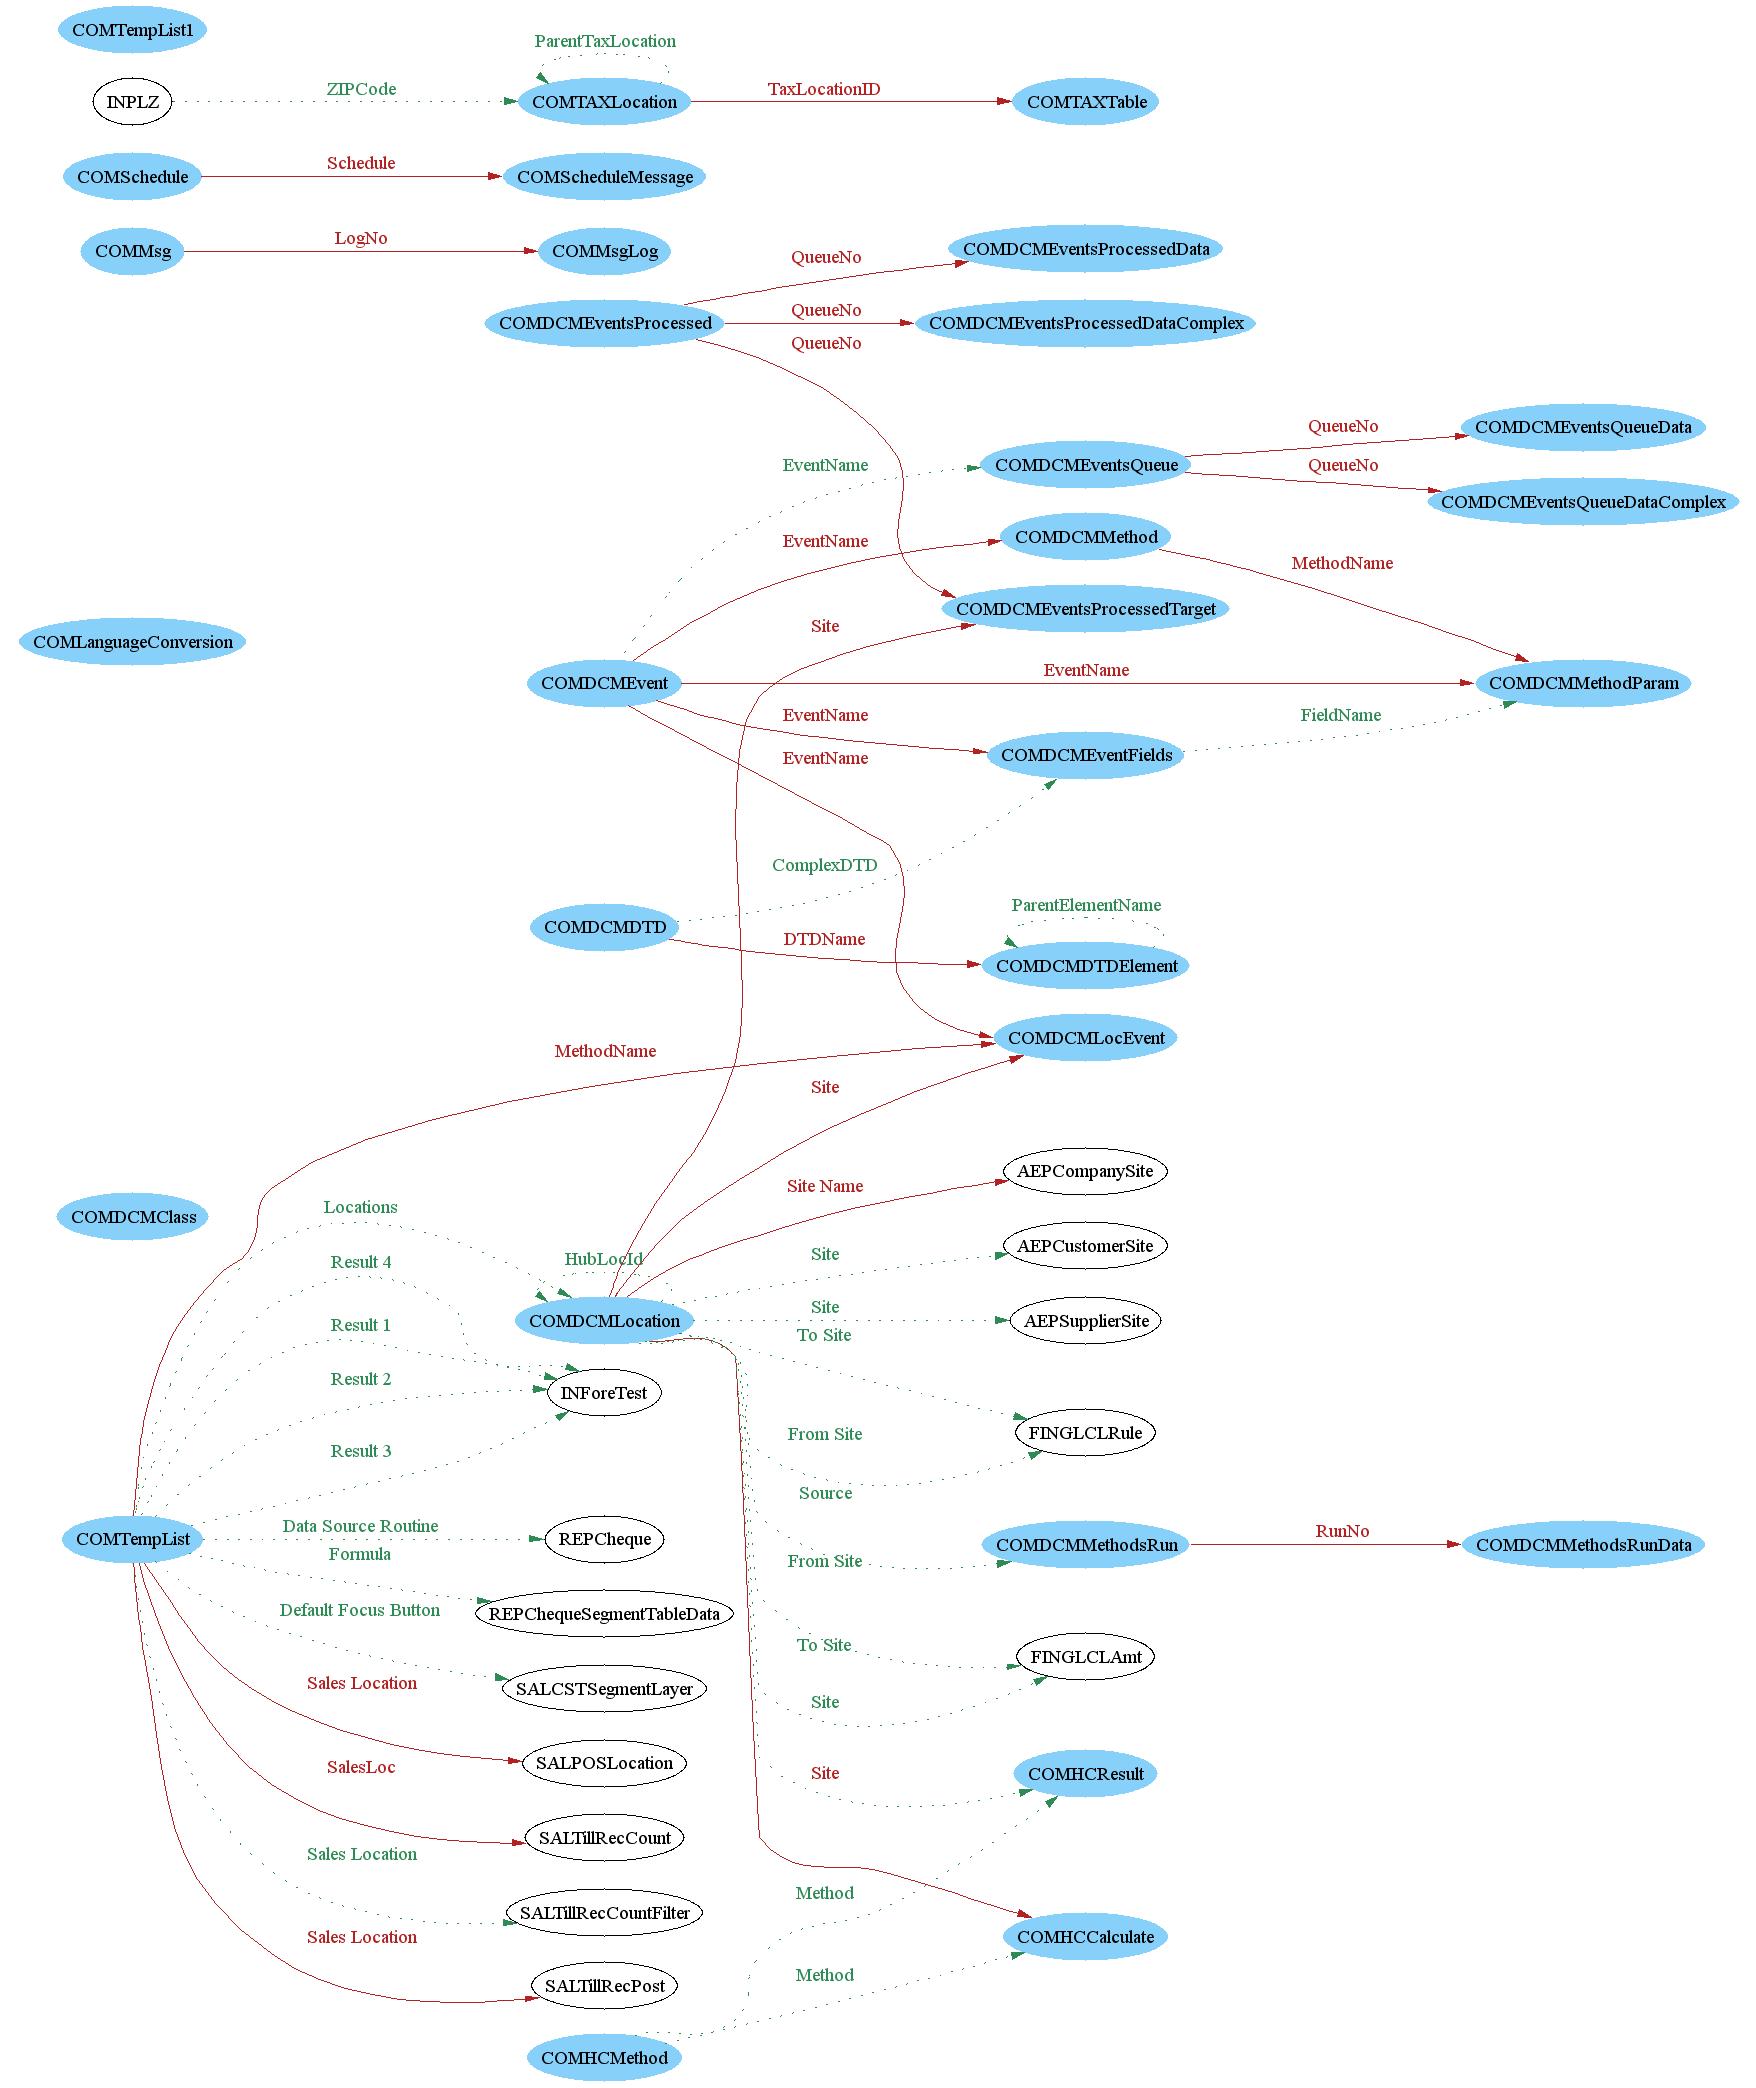 COMTempList1
ParentTaxLocation
INPLZ
ZIPCode
COMTAXLocation
TaxLocationID
COMTAXTable
COMSchedule
Schedule
COMScheduleMessage
COMMsg
LogNo
COMMsgLog
COMDCMEventsProcessedData
QueueNo
COMDCMEventsProcessed
QueueNo
COMDCMEventsProcessedDataComplex
QueueNo
QueueNo
COMDCMEventsQueueData
EventName
COMDCMEventsQueue
QueueNo
COMDCMEventsQueueDataComplex
EventName
COMDCMMethod
MethodName
COMDCMEventsProcessedTarget
Site
COMLanguageConversion
COMDCMEvent
EventName
COMDCMMethodParam
EventName
FieldName
EventName
COMDCMEventFields
ComplexDTD
ParentElementName
COMDCMDTD
DTDName
COMDCMDTDElement
COMDCMLocEvent
MethodName
Site
AEPCompanySite
Site Name
COMDCMClass
Locations
Result 4
HubLocId
Site
AEPCustomerSite
Site
COMDCMLocation
AEPSupplierSite
Result 1
To Site
Result 2
INForeTest
From Site
FINGLCLRule
Result 3
Source
COMTempList
Data Source Routine
REPCheque
Formula
From Site
COMDCMMethodsRun
RunNo
COMDCMMethodsRunData
Default Focus Button
REPChequeSegmentTableData
To Site
FINGLCLAmt
Sales Location
SALCSTSegmentLayer
Site
SalesLoc
SALPOSLocation
Site
COMHCResult
SALTillRecCount
Sales Location
Method
SALTillRecCountFilter
Sales Location
COMHCCalculate
SALTillRecPost
Method
COMHCMethod